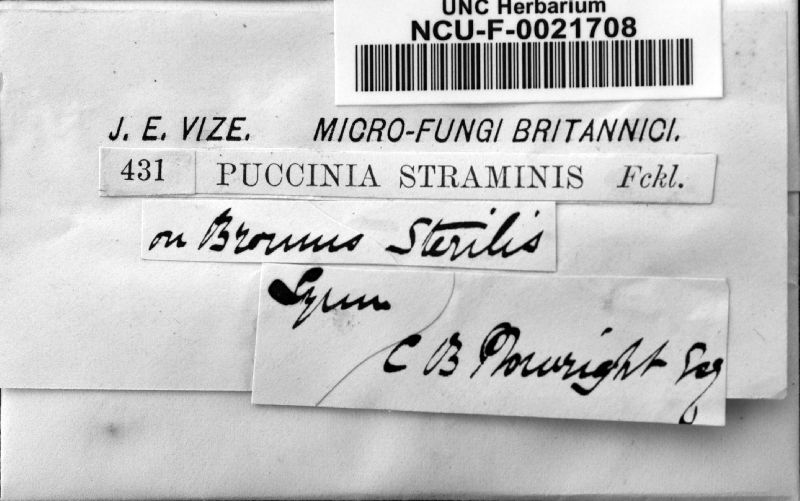 UNC Herbarium
NCU-F-0021708
J. E. VIZE. MICRO-FUNGI BRITANNICI.
431 PUCCINIA STRAMINIS Fckl.
on Bromus Sterilis
Lynn
C B Plowright Esq